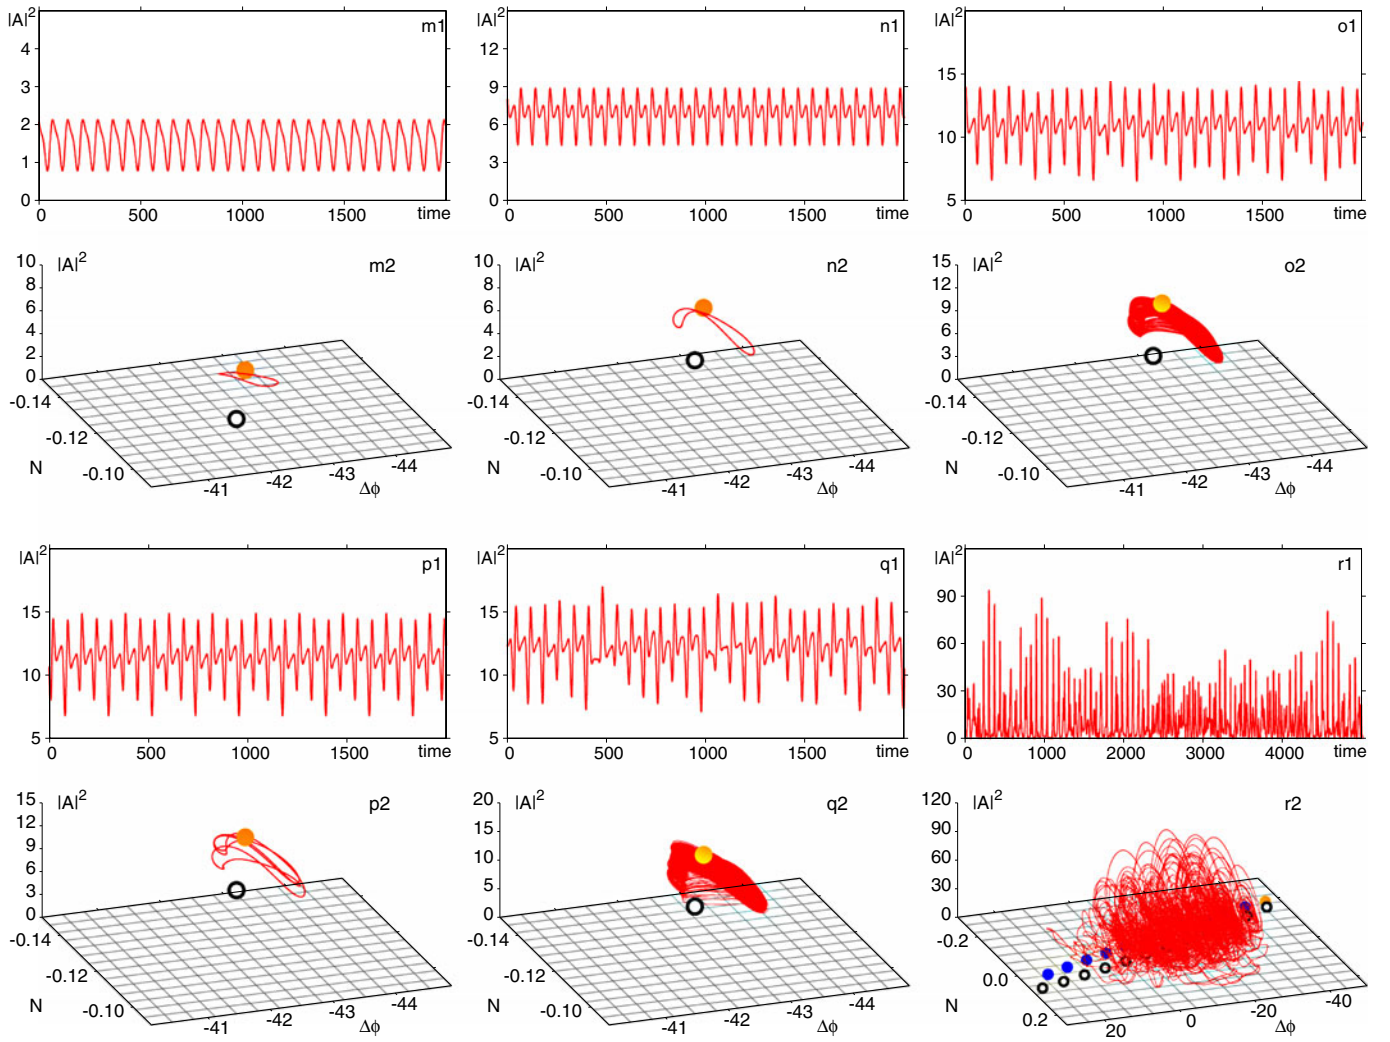 |A|² m1
4
3
2
1
0
0 500 1000 1500 time
|A|² n1
12
9
6
3
0
0 500 1000 1500 time
|A|² o1
15
10
5
0 500 1000 1500 time
10 |A|² m2
8
6
4
2
0
-0.14
-0.12
-0.10
N
-41 -42 -43 -44
Δϕ
10 |A|² n2
8
6
4
2
0
-0.14
-0.12
-0.10
N
-41 -42 -43 -44
Δϕ
15 |A|² o2
12
9
6
3
0
-0.14
-0.12
-0.10
N
-41 -42 -43 -44
Δϕ
|A|² p1
15
10
5
0 500 1000 1500 time
|A|² q1
15
10
5
0 500 1000 1500 time
|A|² r1
90
60
30
0
0 1000 2000 3000 4000 time
15 |A|² p2
12
9
6
3
0
-0.14
-0.12
-0.10
N
-41 -42 -43 -44
Δϕ
20 |A|² q2
15
10
5
0
-0.14
-0.12
-0.10
N
-41 -42 -43 -44
Δϕ
120 |A|² r2
90
60
30
0
-0.2
0.0
0.2
N
20 0 -20 -40
Δϕ